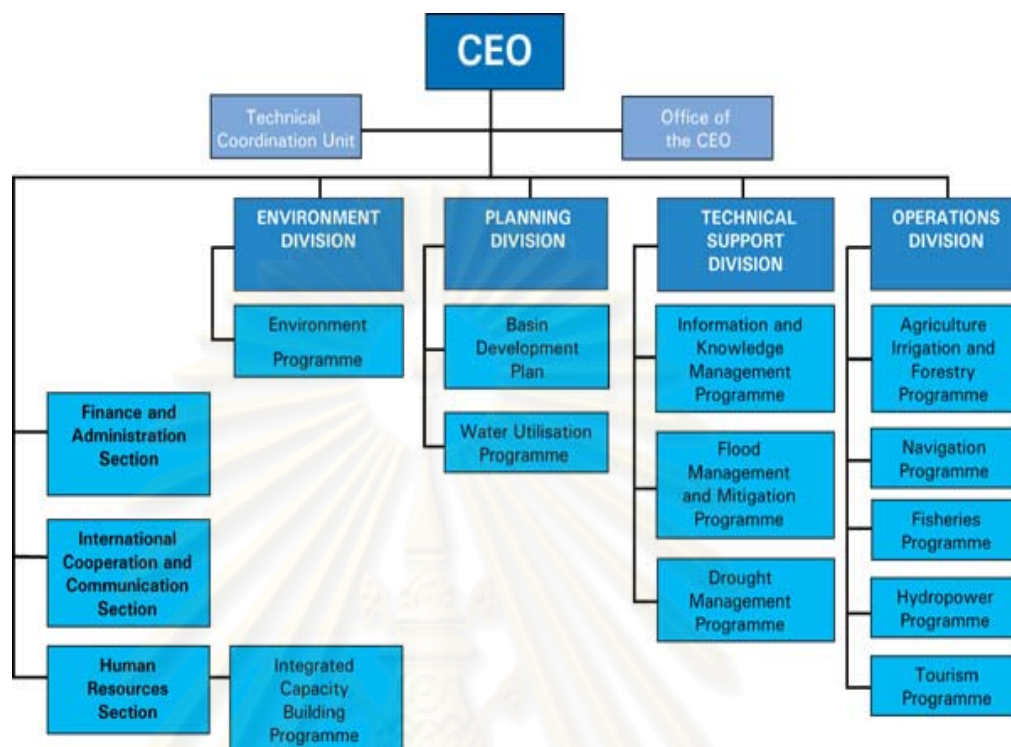 CEO
Technical
Coordination Unit
Office of
the CEO
ENVIRONMENT
DIVISION
PLANNING
DIVISION
TECHNICAL
SUPPORT
DIVISION
OPERATIONS
DIVISION
Environment
Programme
Basin
Development
Plan
Water Utilisation
Programme
Information and
Knowledge
Management
Programme
Flood
Management
and Mitigation
Programme
Drought
Management
Programme
Agriculture
Irrigation and
Forestry
Programme
Navigation
Programme
Fisheries
Programme
Hydropower
Programme
Tourism
Programme
Finance and
Administration
Section
International
Cooperation and
Communication
Section
Human
Resources
Section
Integrated
Capacity
Building
Programme